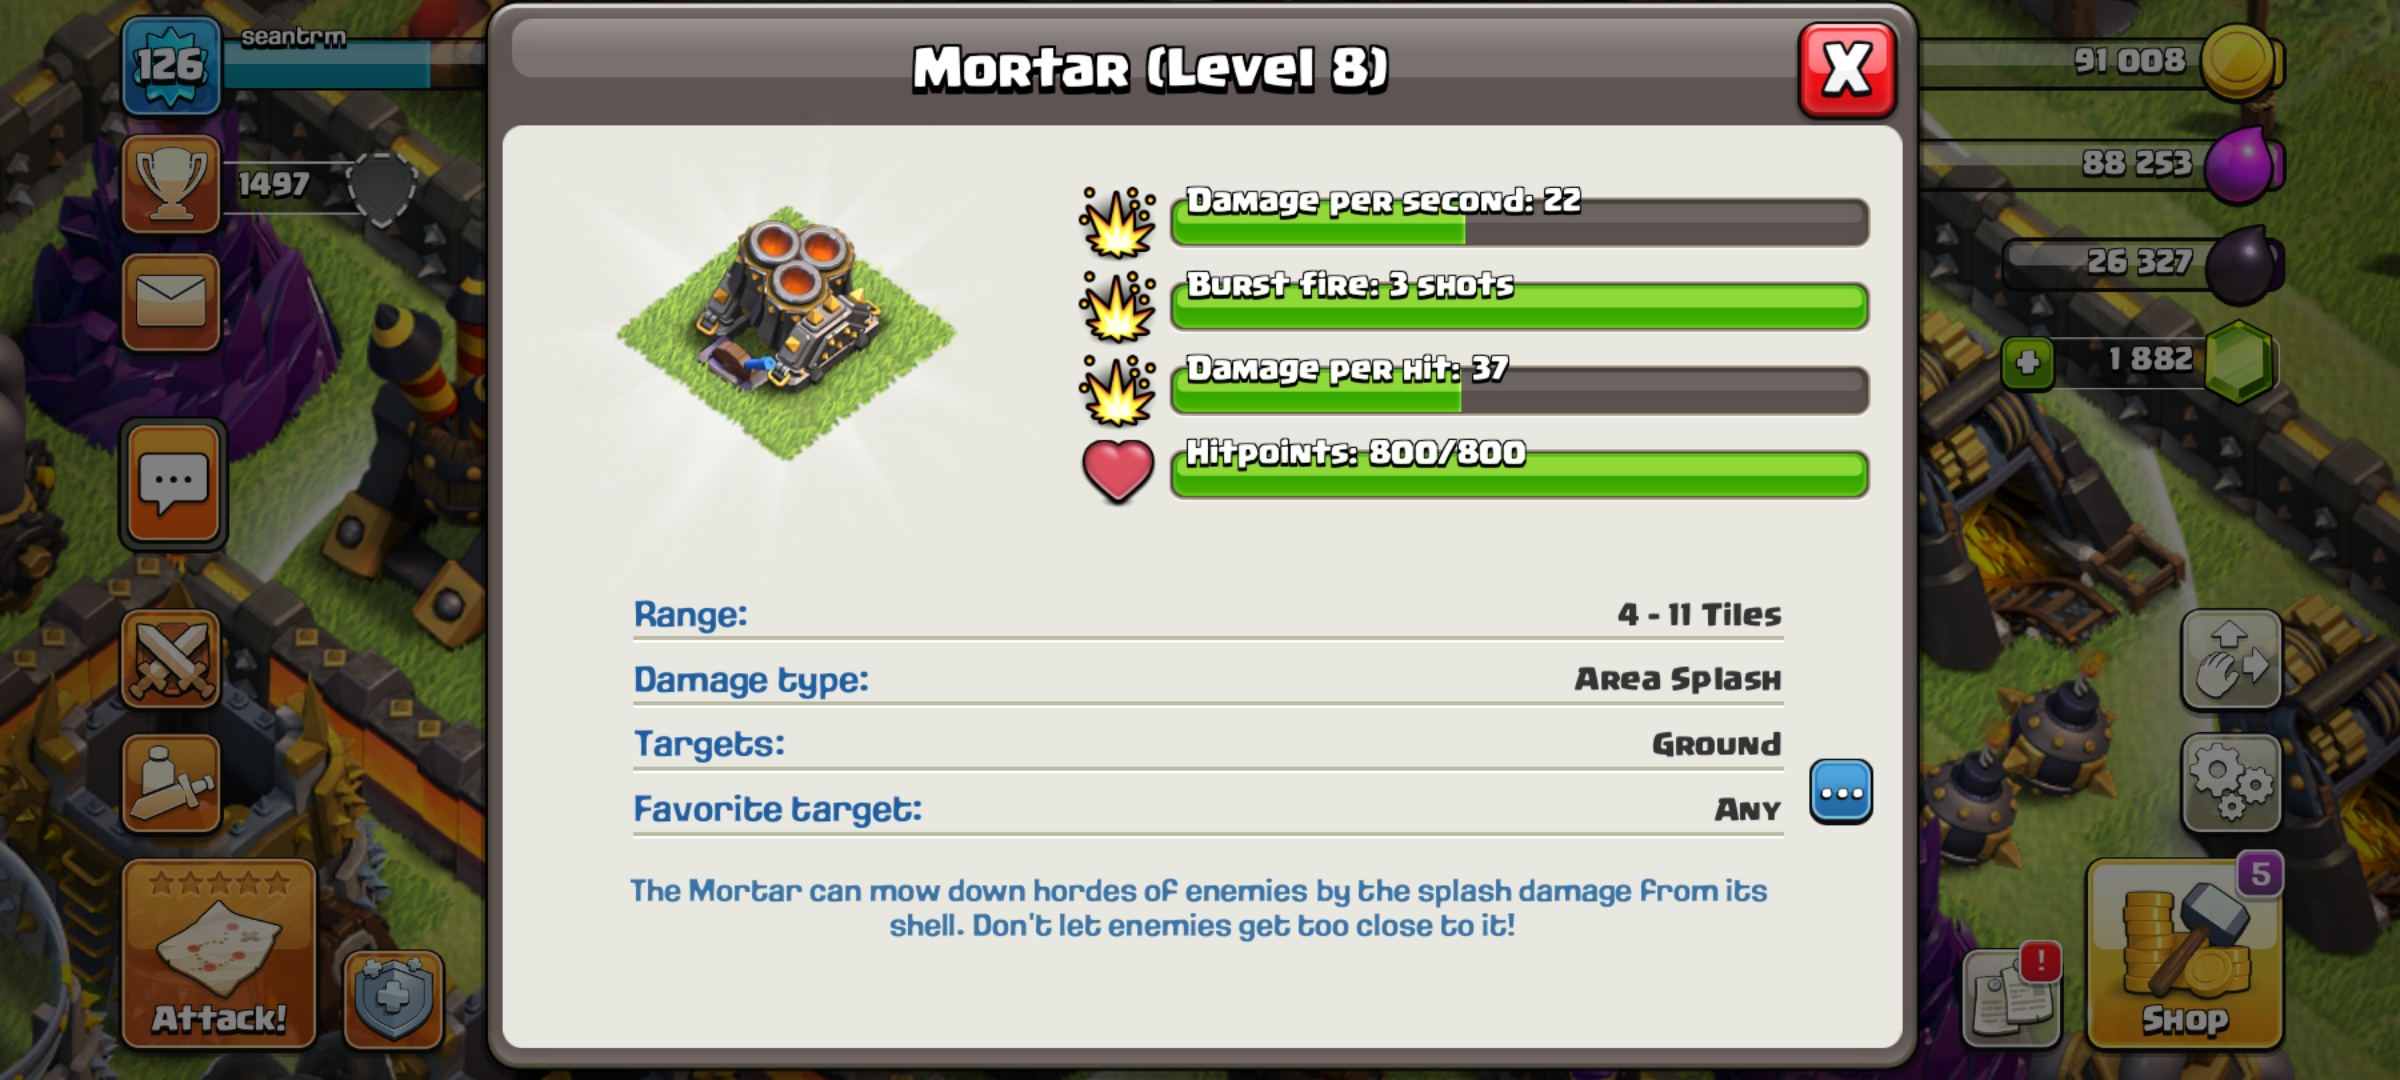 126
seantrm
Mortar (Level 8)
X
91 008
1497
88 253
26 327
1 882
Damage per second: 22
Burst fire: 3 shots
Damage per hit: 37
Hitpoints: 800/800
Range: 4 - 11 Tiles
Damage type: Area Splash
Targets: Ground
Favorite target: Any
The Mortar can mow down hordes of enemies by the splash damage from its
shell. Don't let enemies get too close to it!
Attack!
5
!
Shop